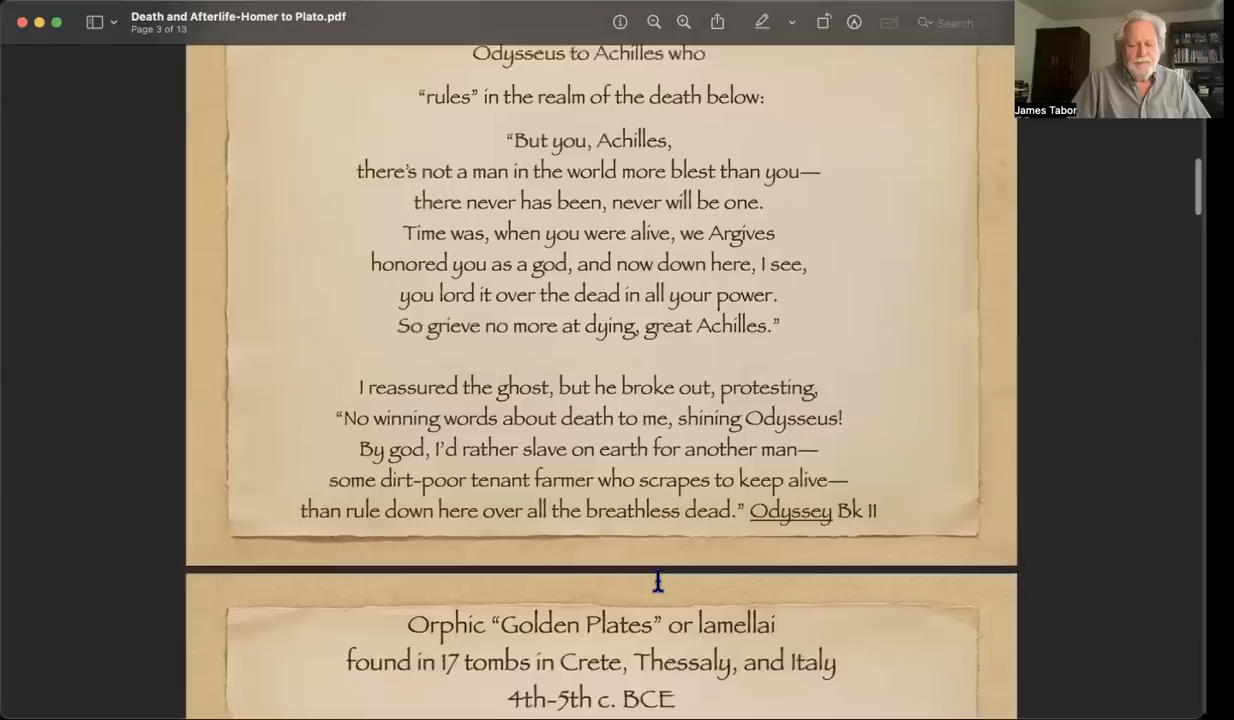 Death and Afterlife-Homer to Plato.pdf
Page 3 of 13
Search
James Tabor
Odysseus to Achilles who
“rules” in the realm of the death below:
“But you, Achilles,
there’s not a man in the world more blest than you—
there never has been, never will be one.
Time was, when you were alive, we Argives
honored you as a god, and now down here, I see,
you lord it over the dead in all your power.
So grieve no more at dying, great Achilles.”
I reassured the ghost, but he broke out, protesting,
“No winning words about death to me, shining Odysseus!
By god, I’d rather slave on earth for another man—
some dirt-poor tenant farmer who scrapes to keep alive—
than rule down here over all the breathless dead.” Odyssey Bk 11
Orphic “Golden Plates” or lamellai
found in 17 tombs in Crete, Thessaly, and Italy
4th-5th c. BCE